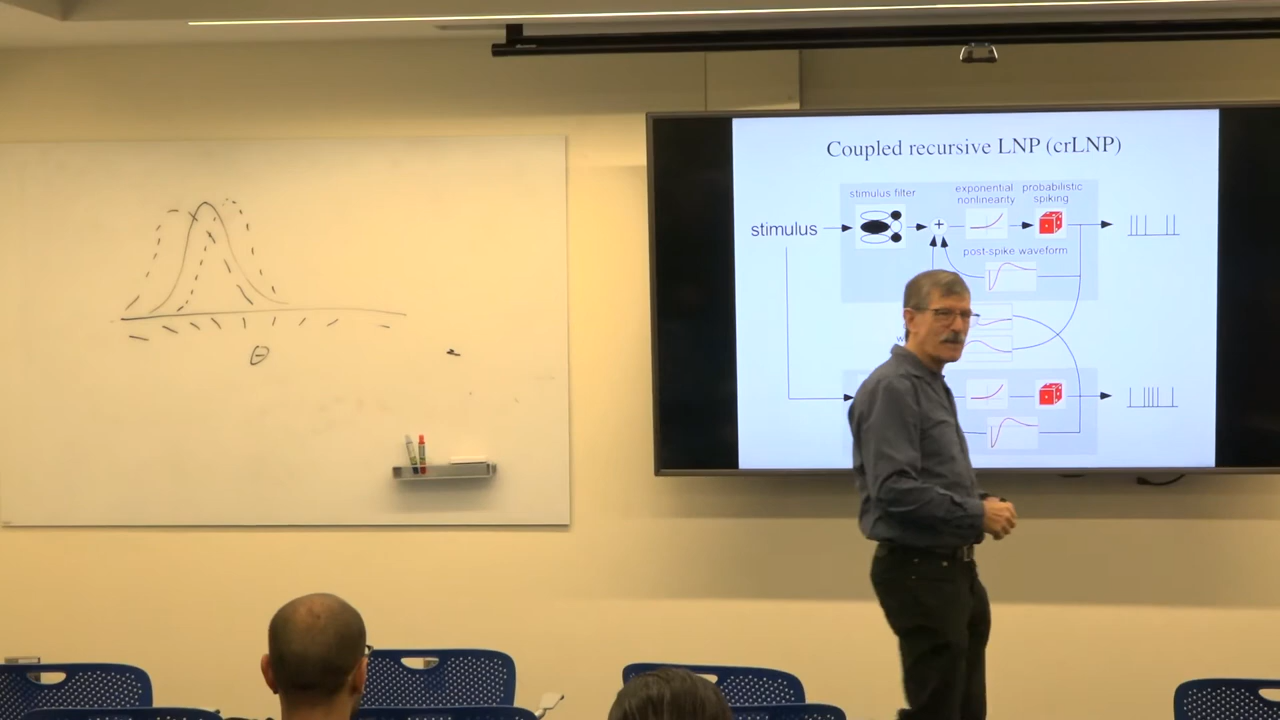 θ
Coupled recursive LNP (crLNP)
stimulus filter
exponential
nonlinearity
probabilistic
spiking
stimulus
+
post-spike waveform